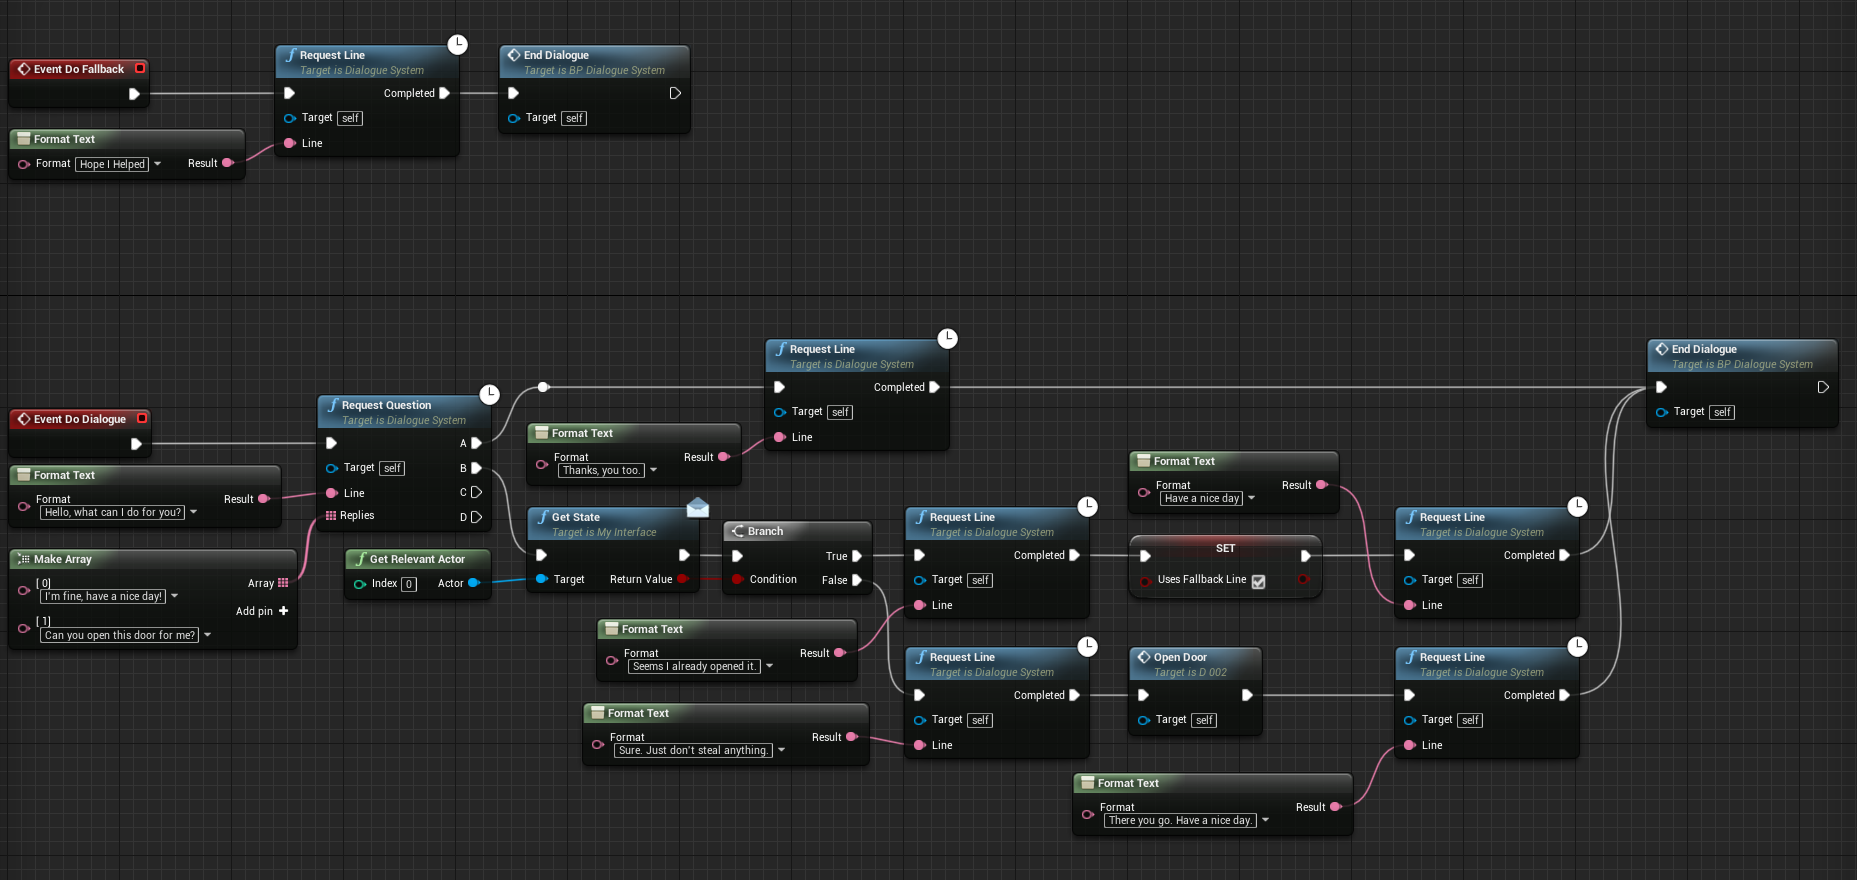 Event Do Fallback
Request Line
Target is Dialogue System
Completed
Target self
Line
End Dialogue
Target is BP Dialogue System
Target self
Format Text
Format Hope I Helped Result
Event Do Dialogue
Format Text
Format Result
Hello, what can I do for you?
Make Array
[0] Array
I'm fine, have a nice day!
Add pin
[1]
Can you open this door for me?
Request Question
Target is Dialogue System
A
Target self B
Line C
Replies D
Get Relevant Actor
Index 0 Actor
Format Text
Format Result
Thanks, you too.
Request Line
Target is Dialogue System
Completed
Target self
Line
Get State
Target is My Interface
Target Return Value
Branch
True
Condition False
Format Text
Format Result
Seems I already opened it.
Format Text
Format Result
Sure. Just don't steal anything.
Request Line
Target is Dialogue System
Completed
Target self
Line
Request Line
Target is Dialogue System
Completed
Target self
Line
Format Text
Format Result
Have a nice day
SET
Uses Fallback Line
Open Door
Target is D 002
Target self
Format Text
Format Result
There you go. Have a nice day.
Request Line
Target is Dialogue System
Completed
Target self
Line
Request Line
Target is Dialogue System
Completed
Target self
Line
End Dialogue
Target is BP Dialogue System
Target self